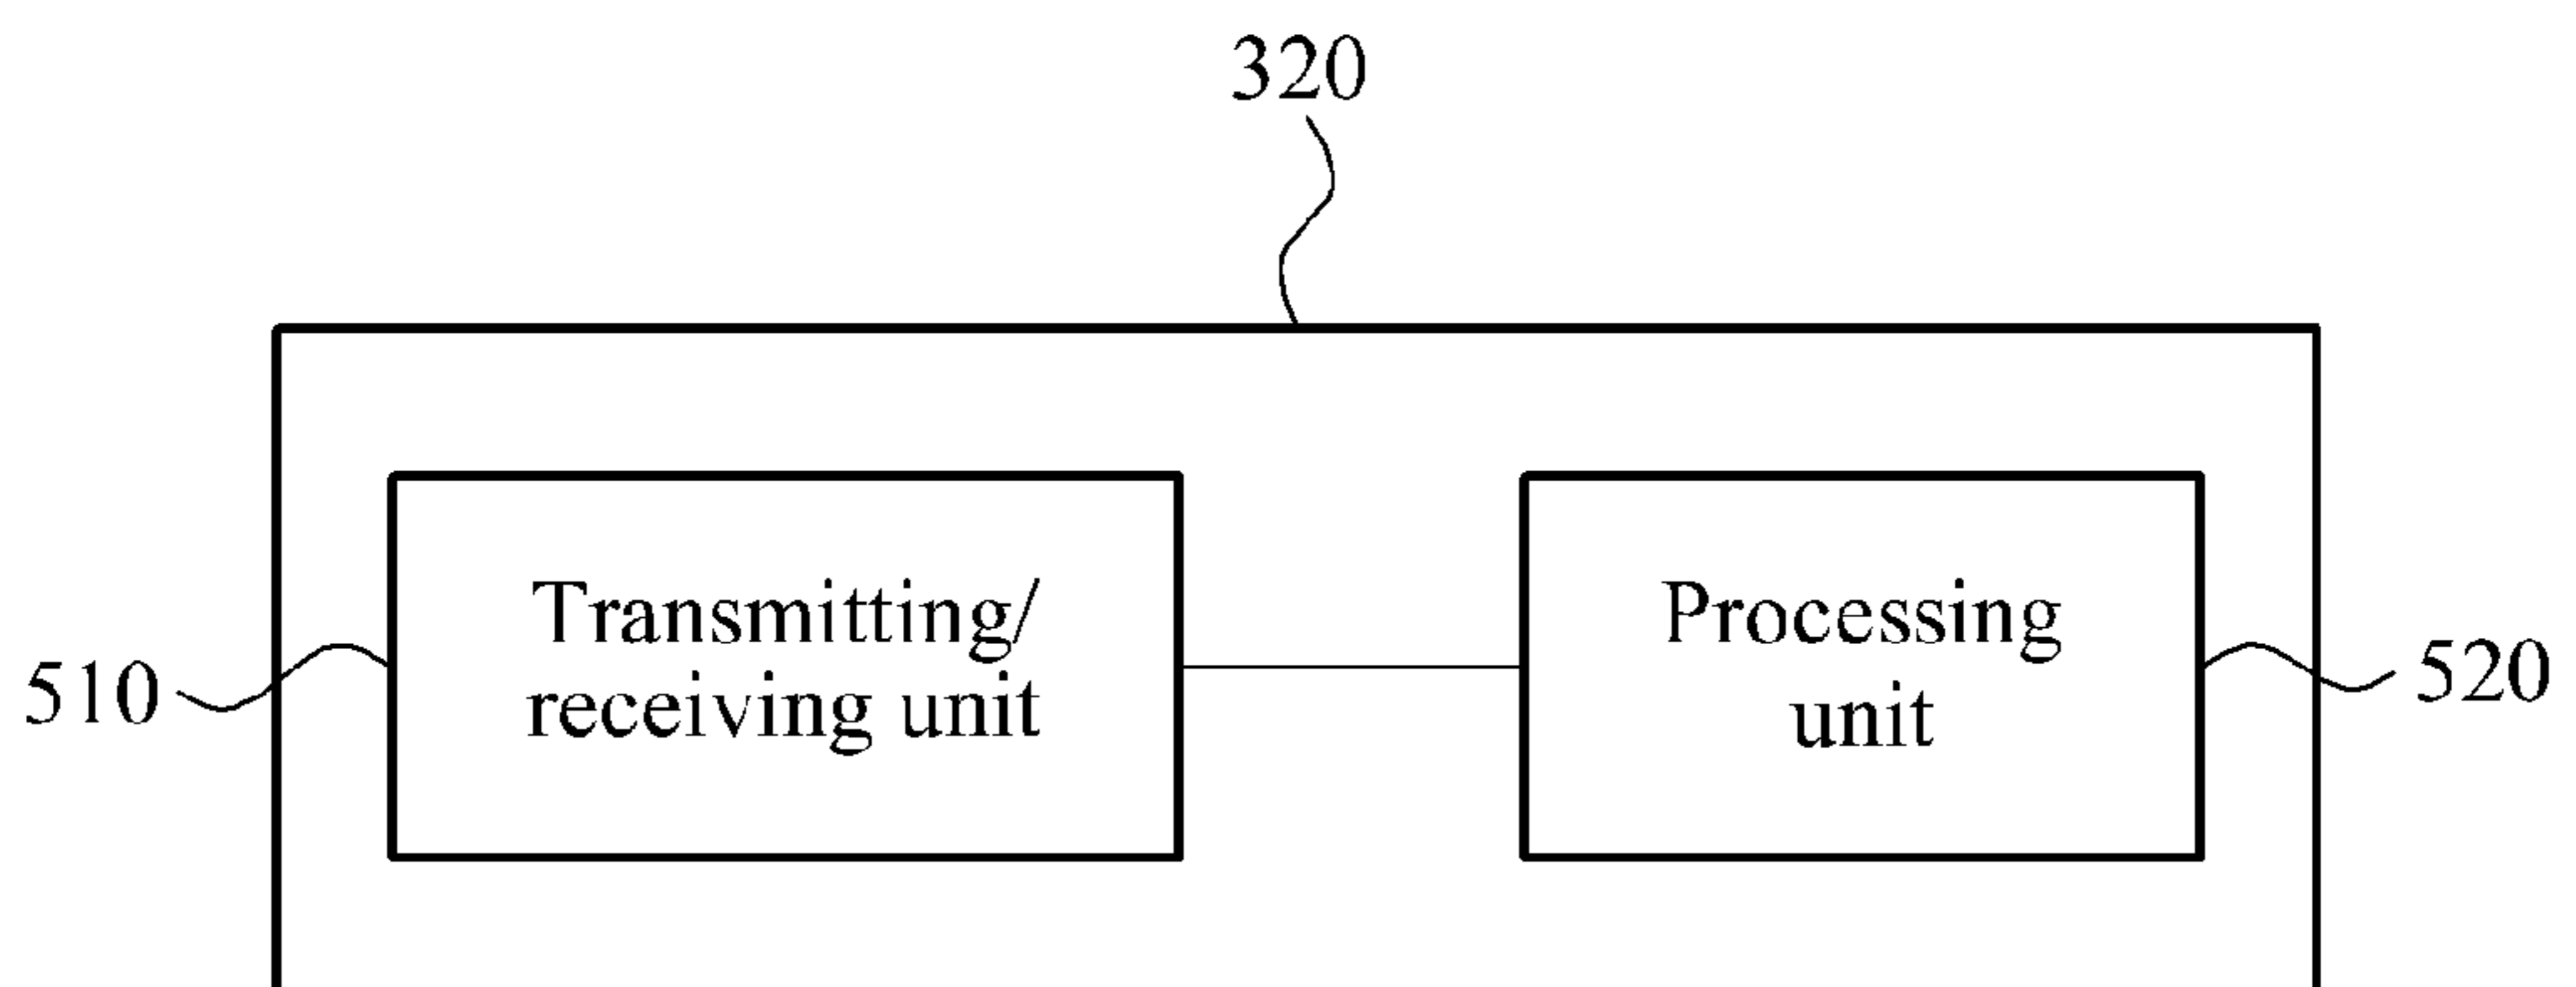 320
Transmitting/
receiving unit
Processing
unit
510
520